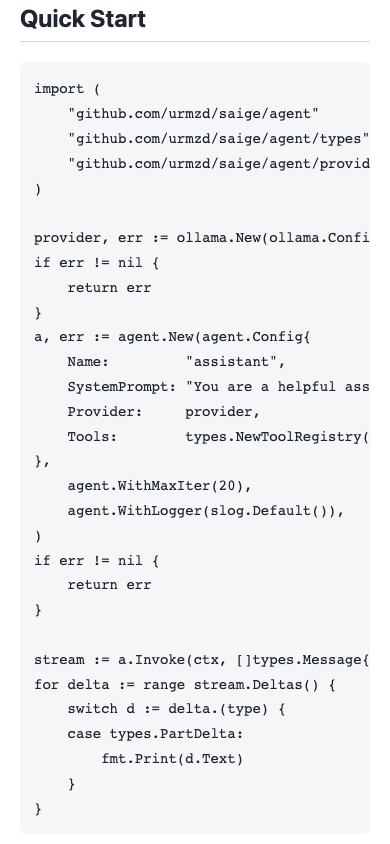 Quick Start
import (
    "github.com/urmzd/saige/agent"
    "github.com/urmzd/saige/agent/types"
    "github.com/urmzd/saige/agent/provid
)

provider, err := ollama.New(ollama.Confi
if err != nil {
    return err
}
a, err := agent.New(agent.Config{
    Name:         "assistant",
    SystemPrompt: "You are a helpful ass
    Provider:     provider,
    Tools:        types.NewToolRegistry(
},
    agent.WithMaxIter(20),
    agent.WithLogger(slog.Default()),
)
if err != nil {
    return err
}

stream := a.Invoke(ctx, []types.Message{
for delta := range stream.Deltas() {
    switch d := delta.(type) {
    case types.PartDelta:
        fmt.Print(d.Text)
    }
}